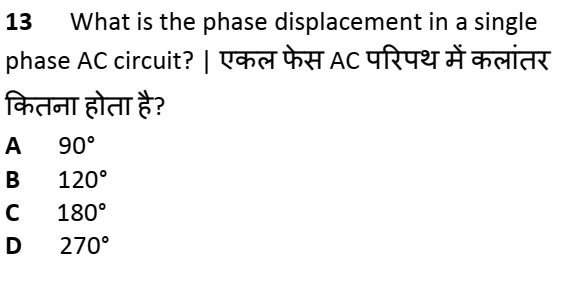 13 What is the phase displacement in a single
phase AC circuit? | एकल फेस AC परिपथ में कलांतर
कितना होता है?
A 90°
B 120°
C 180°
D 270°